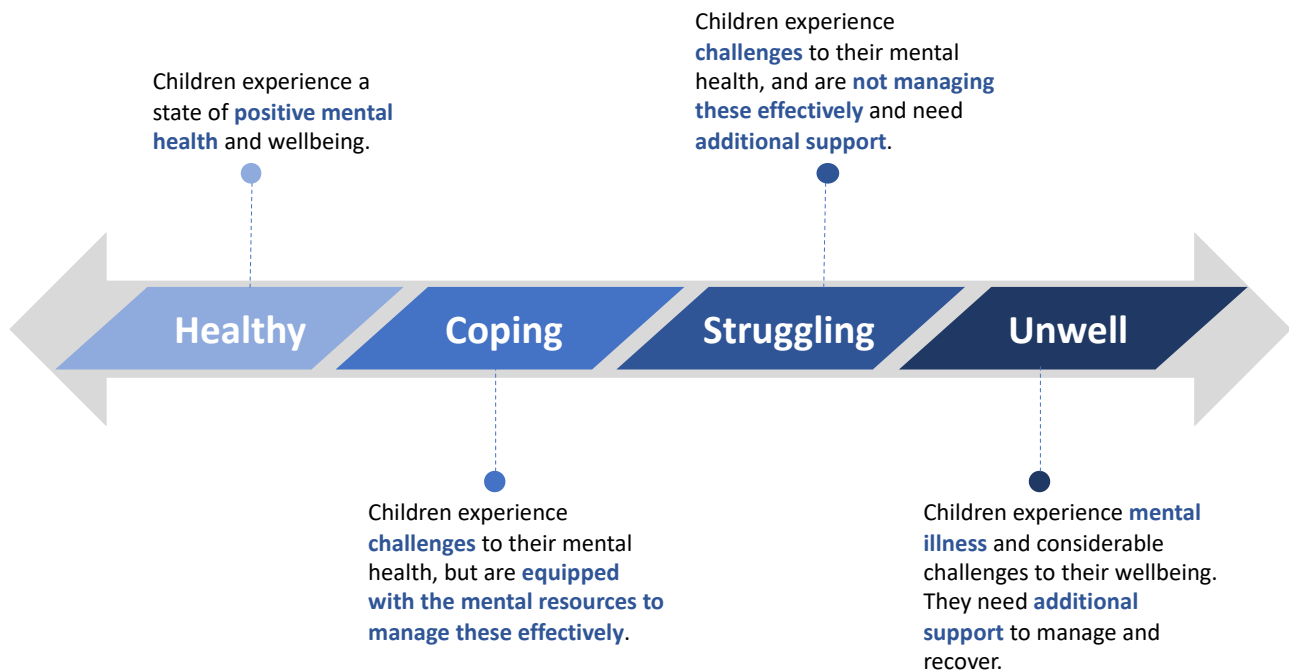 Children experience a
state of positive mental
health and wellbeing.
Children experience
challenges to their mental
health, and are not managing
these effectively and need
additional support.
Healthy
Coping
Struggling
Unwell
Children experience
challenges to their mental
health, but are equipped
with the mental resources to
manage these effectively.
Children experience mental
illness and considerable
challenges to their wellbeing.
They need additional
support to manage and
recover.